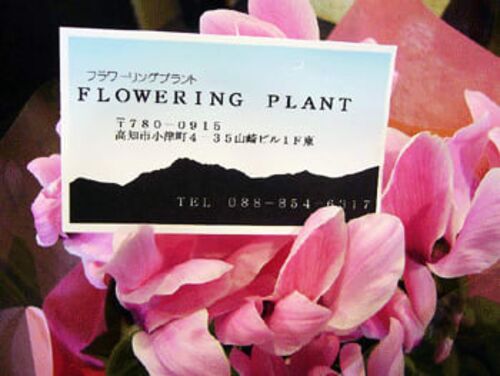 フラワーリングプラント
FLOWERING PLANT
〒780-0915
高知市小津町4-35山崎ビル1F東
TEL 088-854-6317